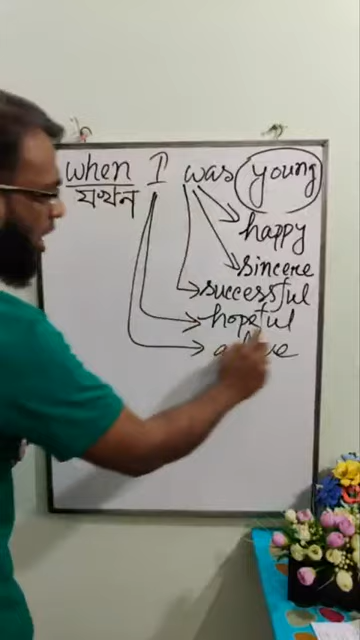 when I was young
যখন
happy
sincere
successful
hopeful